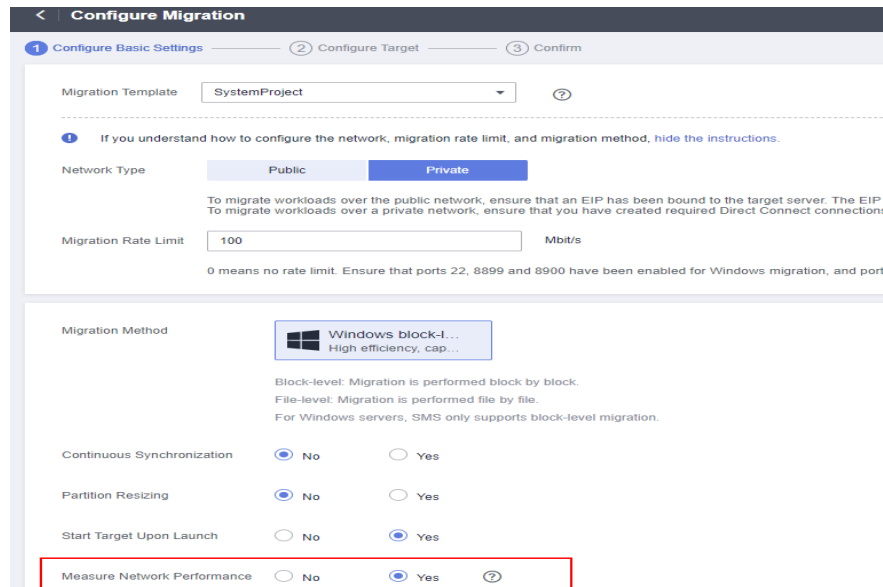 < Configure Migration
1 Configure Basic Settings 2 Configure Target 3 Confirm
Migration Template SystemProject ?
! If you understand how to configure the network, migration rate limit, and migration method, hide the instructions.
Network Type Public Private
To migrate workloads over the public network, ensure that an EIP has been bound to the target server. The EIP
To migrate workloads over a private network, ensure that you have created required Direct Connect connections
Migration Rate Limit 100 Mbit/s
0 means no rate limit. Ensure that ports 22, 8899 and 8900 have been enabled for Windows migration, and port
Migration Method Windows block-l...
High efficiency, cap...
Block-level: Migration is performed block by block.
File-level: Migration is performed file by file.
For Windows servers, SMS only supports block-level migration.
Continuous Synchronization No Yes
Partition Resizing No Yes
Start Target Upon Launch No Yes
Measure Network Performance No Yes ?